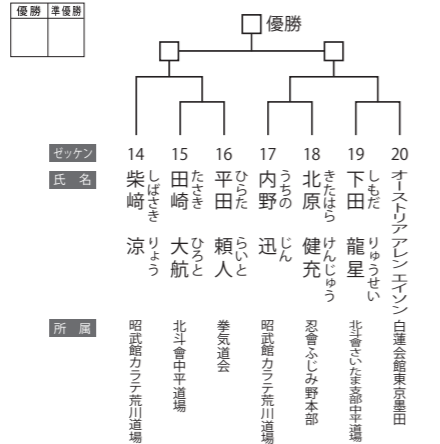 優勝 準優勝
優勝
ゼッケン 14 15 16 17 18 19 20
氏名
柴﨑 涼 しばさき りょう
田崎 大航 たさき ひろと
平田 頼人 ひらた らいと
内野 迅 うちの じん
北原 健充 きたはら けんじゅう
下田 龍星 しもだ りゅうせい
オーストリア アレン エイソン
所属
昭武館カラテ荒川道場
北斗會中平道場
拳気道会
昭武館カラテ荒川道場
忍會ふじみ野本部
北斗會さいたま支部中平道場
白蓮会館東京墨田